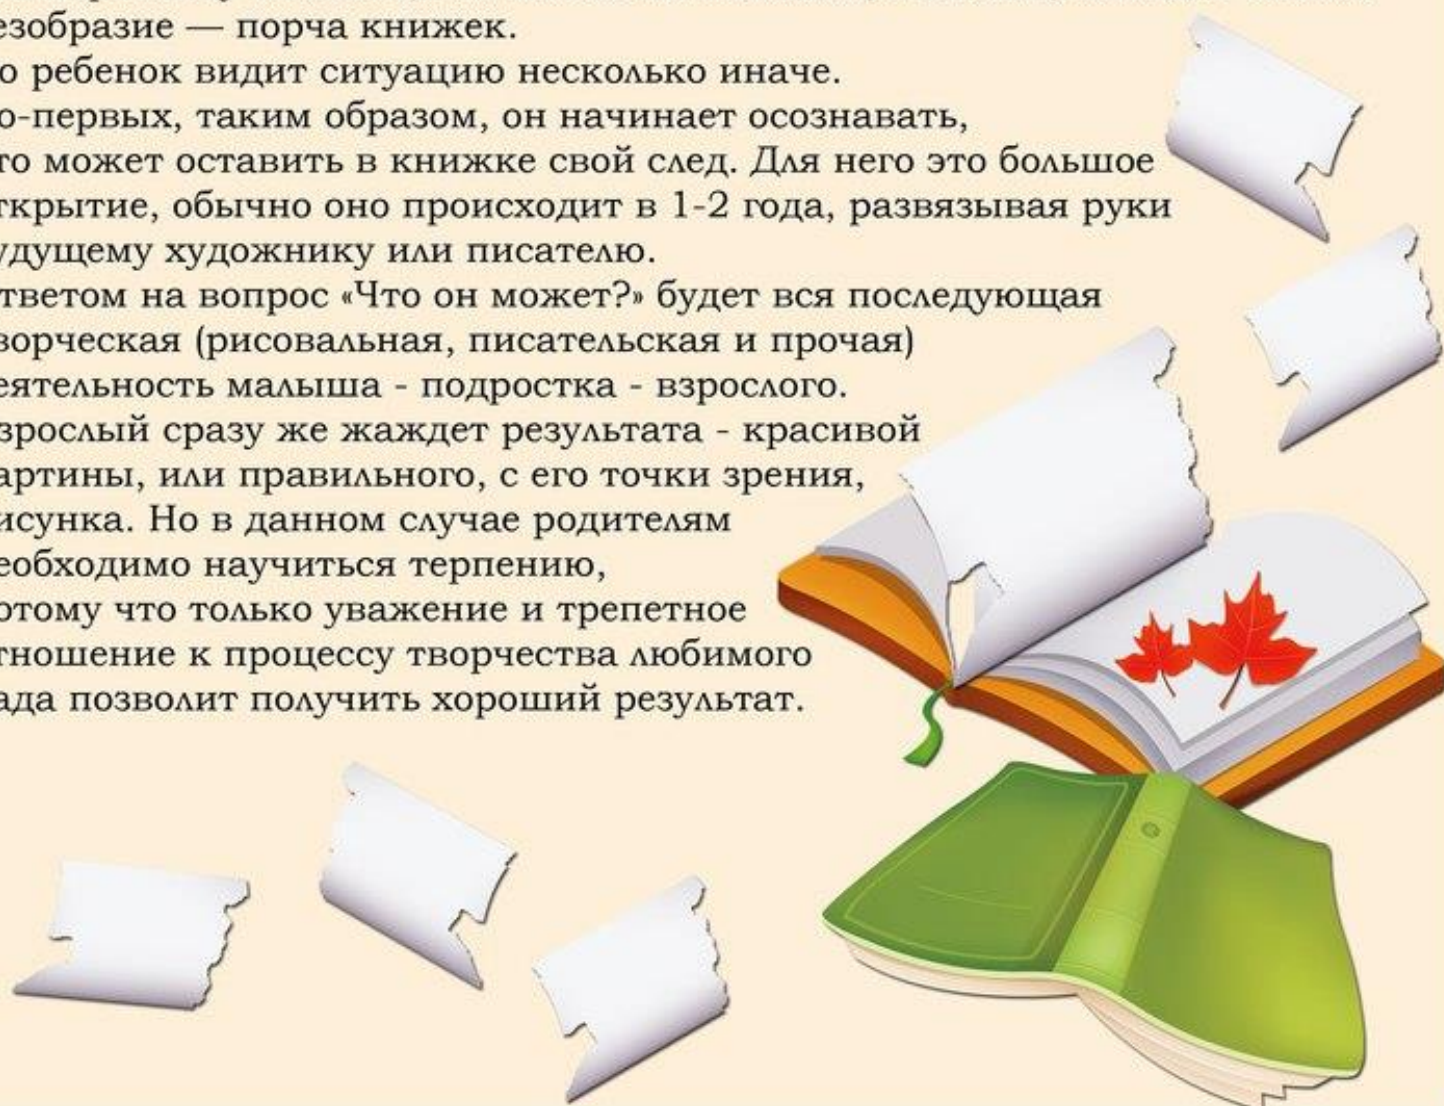 езобразие — порча книжек.
о ребенок видит ситуацию несколько иначе.
о-первых, таким образом, он начинает осознавать,
то может оставить в книжке свой след. Для него это большое
ткрытие, обычно оно происходит в 1-2 года, развязывая руки
удущему художнику или писателю.
тветом на вопрос «Что он может?» будет вся последующая
ворческая (рисовальная, писательская и прочая)
еятельность малыша - подростка - взрослого.
зрослый сразу же жаждет результата - красивой
артины, или правильного, с его точки зрения,
исунка. Но в данном случае родителям
еобходимо научиться терпению,
отому что только уважение и трепетное
тношение к процессу творчества любимого
ада позволит получить хороший результат.